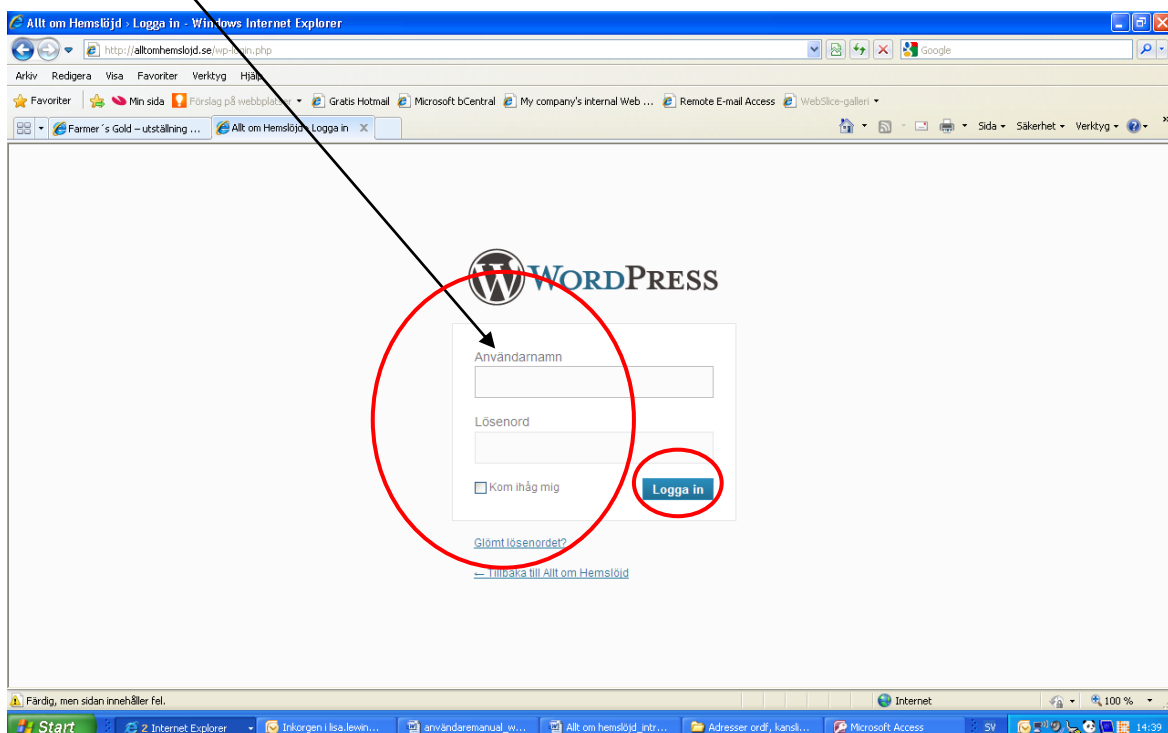 Allt om Hemslöjd › Logga in - Windows Internet Explorer
http://alltomhemslojd.se/wp-login.php
Google
Arkiv Redigera Visa Favoriter Verktyg Hjälp
Favoriter Min sida Förslag på webbplatser Gratis Hotmail Microsoft bCentral My company's internal Web ... Remote E-mail Access WebSlice-galleri
Farmer´s Gold – utställning ... Allt om Hemslöjd › Logga in X Sida Säkerhet Verktyg »
WORDPRESS
Användarnamn
Lösenord
Kom ihåg mig Logga in
Glömt lösenordet?
← Tillbaka till Allt om Hemslöjd
Färdig, men sidan innehåller fel. Internet 100 %
Start 2 Internet Explorer Inkorgen i lisa.lewin... användaremanual_w... Allt om hemslöjd_intr... Adresser ordf, kansli... Microsoft Access SV 14:39